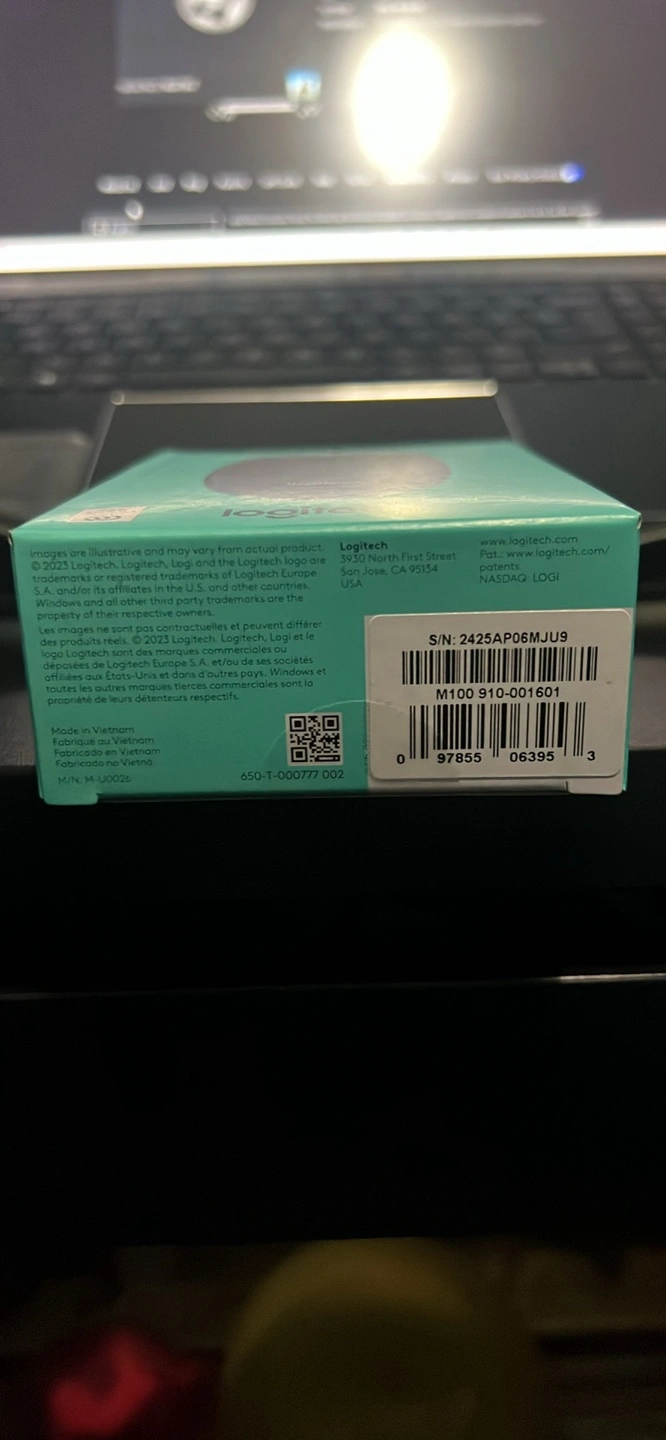 logit
Images are illustrative and may vary from actual product.
© 2023 Logitech. Logitech, Logi and the Logitech logo are
trademarks or registered trademarks of Logitech Europe
S.A. and/or its affiliates in the U.S. and other countries.
Windows and all other third party trademarks are the
property of their respective owners.
Les images ne sont pas contractuelles et peuvent différer
des produits réels. © 2023 Logitech. Logitech, Logi et le
logo Logitech sont des marques commerciales ou
déposées de Logitech Europe S.A. et/ou de ses sociétés
affiliées aux États-Unis et dans d'autres pays. Windows et
toutes les autres marques tierces commerciales sont la
propriété de leurs détenteurs respectifs.
Made in Vietnam
Fabriqué au Vietnam
Fabricado en Vietnam
Fabricado no Vietnã
M/N: M-U0026
650-T-000777 002
Logitech
3930 North First Street
San Jose, CA 95134
USA
www.logitech.com
Pat.: www.logitech.com/
patents
NASDAQ: LOGI
S/N: 2425AP06MJU9
M100 910-001601
0 97855 06395 3